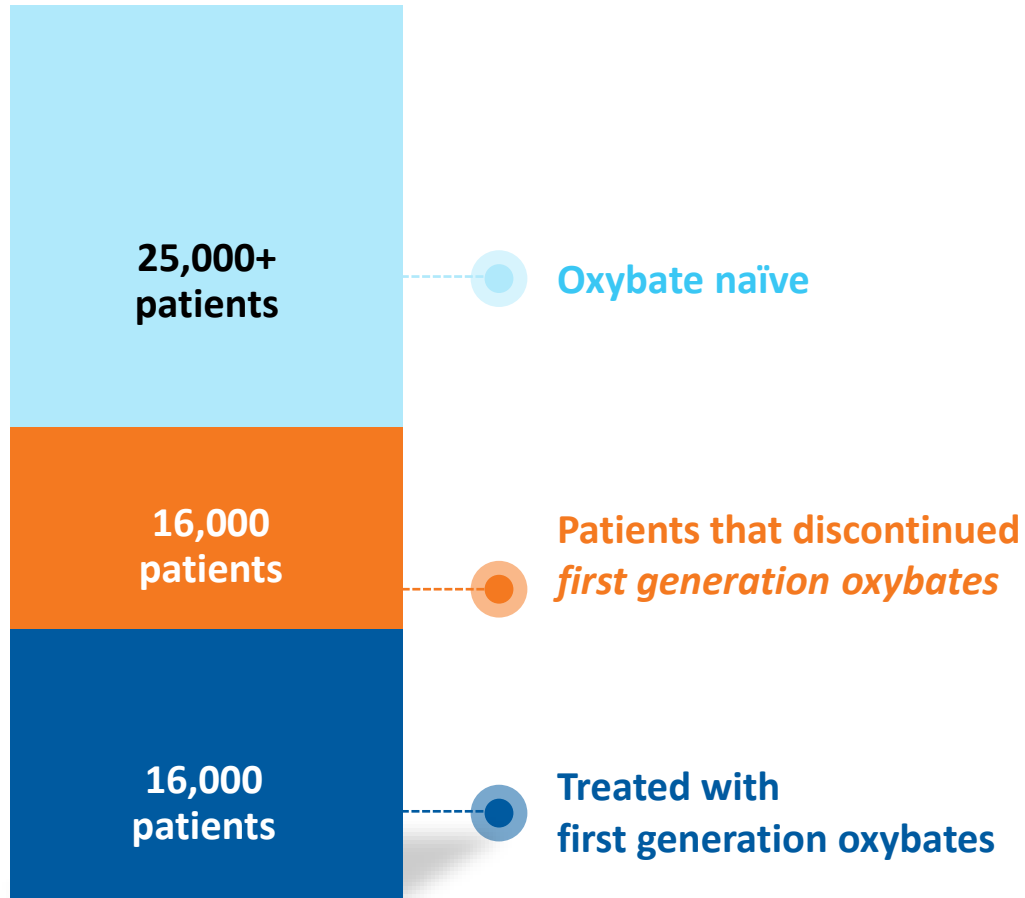 25,000+
patients
Oxybate naïve
16,000
patients
Patients that discontinued
first generation oxybates
16,000
patients
Treated with
first generation oxybates